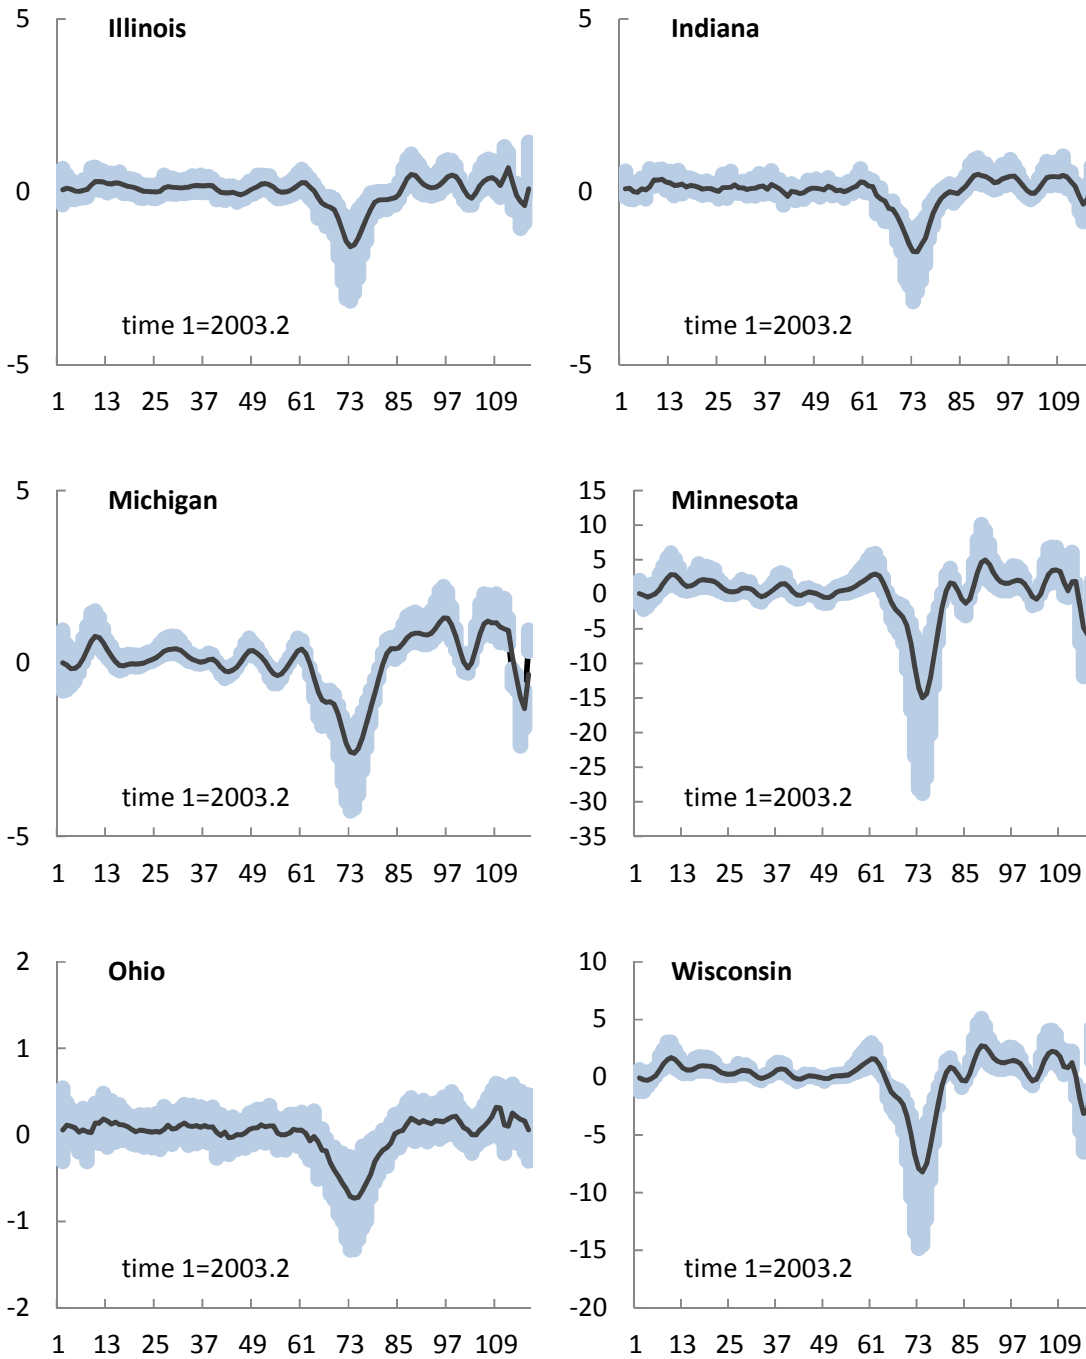 5 Illinois
0
time 1=2003.2
-5
1 13 25 37 49 61 73 85 97 109
5 Indiana
0
time 1=2003.2
-5
1 13 25 37 49 61 73 85 97 109
5 Michigan
0
time 1=2003.2
-5
1 13 25 37 49 61 73 85 97 109
15 Minnesota
10
5
0
-5
-10
-15
-20
-25
time 1=2003.2
-30
-35
1 13 25 37 49 61 73 85 97 109
2 Ohio
1
0
-1
time 1=2003.2
-2
1 13 25 37 49 61 73 85 97 109
10 Wisconsin
5
0
-5
-10
-15
time 1=2003.2
-20
1 13 25 37 49 61 73 85 97 109